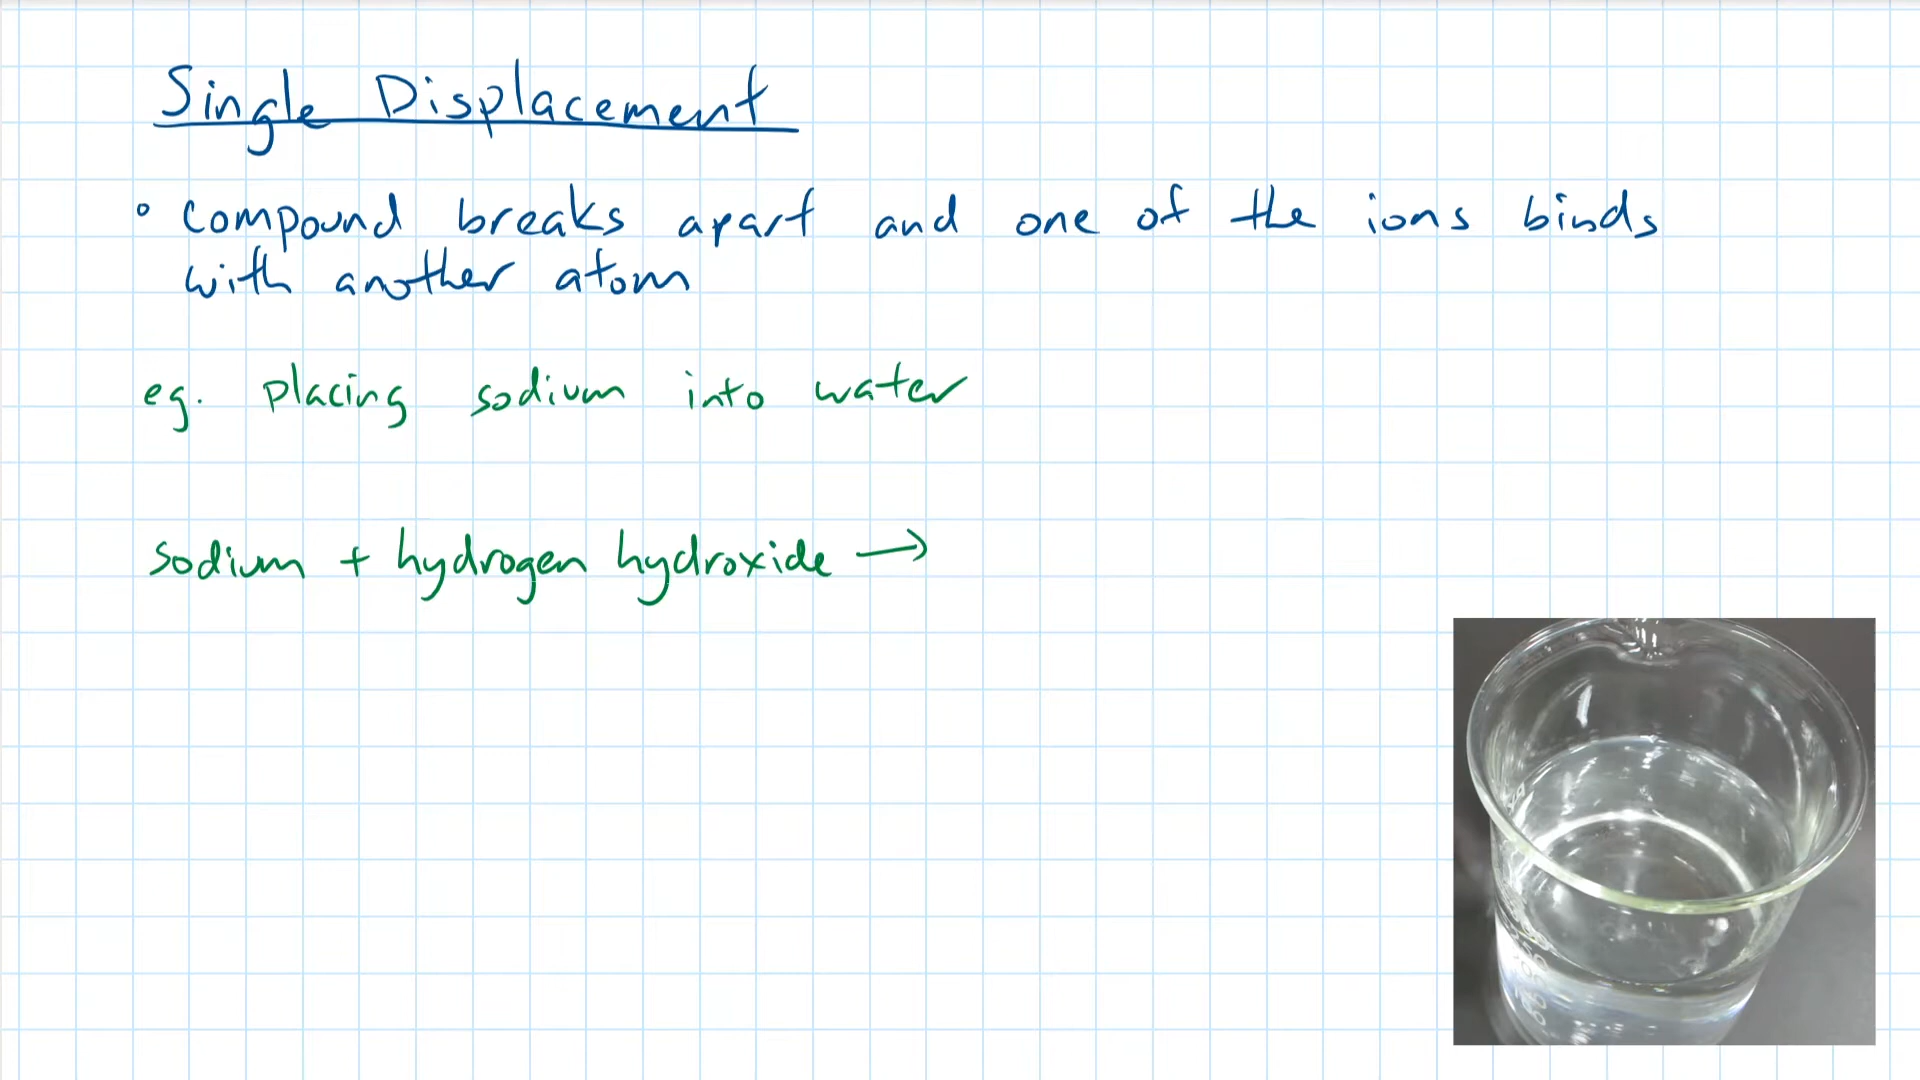 Single Displacement
° compound breaks apart and one of the ions binds
with another atom
eg. placing sodium into water
sodium + hydrogen hydroxide →